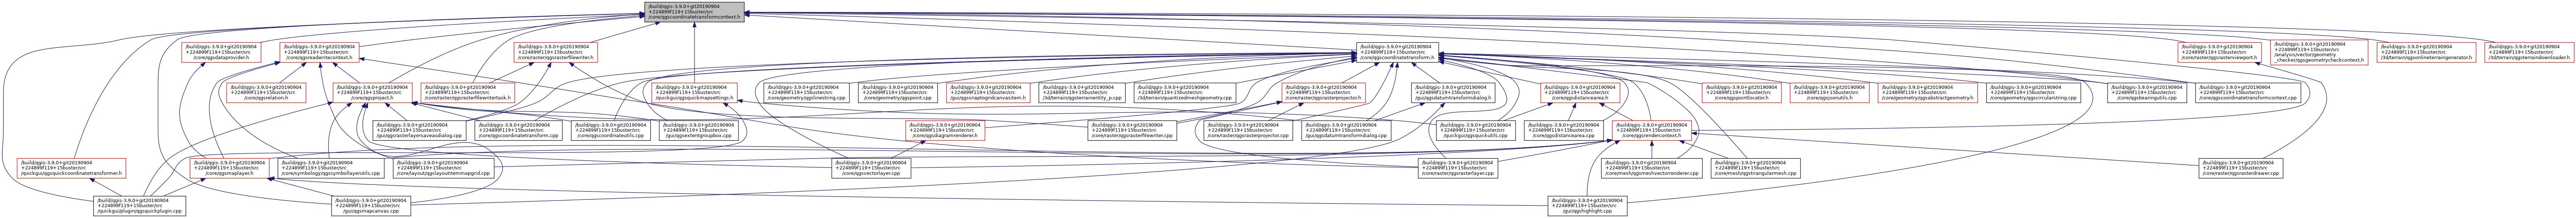 /build/qgis-3.9.0+git20190904
+224899f119+15buster/src
/core/qgscoordinatetransformcontext.h
/build/qgis-3.9.0+git20190904
+224899f119+15buster/src
/core/qgsdataprovider.h
/build/qgis-3.9.0+git20190904
+224899f119+15buster/src
/core/qgsreadwritecontext.h
/build/qgis-3.9.0+git20190904
+224899f119+15buster/src
/core/raster/qgsrasterfilewriter.h
/build/qgis-3.9.0+git20190904
+224899f119+15buster/src
/core/qgscoordinatetransform.h
/build/qgis-3.9.0+git20190904
+224899f119+15buster/src
/core/raster/qgsrasterviewport.h
/build/qgis-3.9.0+git20190904
+224899f119+15buster/src
/analysis/vector/geometry
_checker/qgsgeometrycheckcontext.h
/build/qgis-3.9.0+git20190904
+224899f119+15buster/src
/3d/terrain/qgsonlineterraingenerator.h
/build/qgis-3.9.0+git20190904
+224899f119+15buster/src
/3d/terrain/qgsterraindownloader.h
/build/qgis-3.9.0+git20190904
+224899f119+15buster/src
/core/qgsrelation.h
/build/qgis-3.9.0+git20190904
+224899f119+15buster/src
/core/qgsproject.h
/build/qgis-3.9.0+git20190904
+224899f119+15buster/src
/core/raster/qgsrasterfilewritertask.h
/build/qgis-3.9.0+git20190904
+224899f119+15buster/src
/quickgui/qgsquickmapsettings.h
/build/qgis-3.9.0+git20190904
+224899f119+15buster/src
/core/geometry/qgslinestring.cpp
/build/qgis-3.9.0+git20190904
+224899f119+15buster/src
/core/geometry/qgspoint.cpp
/build/qgis-3.9.0+git20190904
+224899f119+15buster/src
/gui/qgssnaptogridcanvasitem.h
/build/qgis-3.9.0+git20190904
+224899f119+15buster/src
/3d/terrain/qgsterrainentity_p.cpp
/build/qgis-3.9.0+git20190904
+224899f119+15buster/src
/3d/terrain/quantizedmeshgeometry.cpp
/build/qgis-3.9.0+git20190904
+224899f119+15buster/src
/core/raster/qgsrasterprojector.h
/build/qgis-3.9.0+git20190904
+224899f119+15buster/src
/gui/qgsdatumtransformdialog.h
/build/qgis-3.9.0+git20190904
+224899f119+15buster/src
/core/qgsdistancearea.h
/build/qgis-3.9.0+git20190904
+224899f119+15buster/src
/core/qgspointlocator.h
/build/qgis-3.9.0+git20190904
+224899f119+15buster/src
/core/qgsjsonutils.h
/build/qgis-3.9.0+git20190904
+224899f119+15buster/src
/core/geometry/qgsabstractgeometry.h
/build/qgis-3.9.0+git20190904
+224899f119+15buster/src
/core/geometry/qgscircularstring.cpp
/build/qgis-3.9.0+git20190904
+224899f119+15buster/src
/core/qgsbearingutils.cpp
/build/qgis-3.9.0+git20190904
+224899f119+15buster/src
/core/qgscoordinatetransformcontext.cpp
/build/qgis-3.9.0+git20190904
+224899f119+15buster/src
/gui/qgsrasterlayersaveasdialog.cpp
/build/qgis-3.9.0+git20190904
+224899f119+15buster/src
/core/qgscoordinatetransform.cpp
/build/qgis-3.9.0+git20190904
+224899f119+15buster/src
/core/qgscoordinateutils.cpp
/build/qgis-3.9.0+git20190904
+224899f119+15buster/src
/gui/qgsextentgroupbox.cpp
/build/qgis-3.9.0+git20190904
+224899f119+15buster/src
/core/qgsdiagramrenderer.h
/build/qgis-3.9.0+git20190904
+224899f119+15buster/src
/core/raster/qgsrasterfilewriter.cpp
/build/qgis-3.9.0+git20190904
+224899f119+15buster/src
/core/raster/qgsrasterprojector.cpp
/build/qgis-3.9.0+git20190904
+224899f119+15buster/src
/gui/qgsdatumtransformdialog.cpp
/build/qgis-3.9.0+git20190904
+224899f119+15buster/src
/quickgui/qgsquickutils.cpp
/build/qgis-3.9.0+git20190904
+224899f119+15buster/src
/core/qgsdistancearea.cpp
/build/qgis-3.9.0+git20190904
+224899f119+15buster/src
/core/qgsrendercontext.h
/build/qgis-3.9.0+git20190904
+224899f119+15buster/src
/quickgui/qgsquickcoordinatetransformer.h
/build/qgis-3.9.0+git20190904
+224899f119+15buster/src
/core/qgsmaplayer.h
/build/qgis-3.9.0+git20190904
+224899f119+15buster/src
/core/symbology/qgssymbollayerutils.cpp
/build/qgis-3.9.0+git20190904
+224899f119+15buster/src
/core/layout/qgslayoutitemmapgrid.cpp
/build/qgis-3.9.0+git20190904
+224899f119+15buster/src
/core/qgsvectorlayer.cpp
/build/qgis-3.9.0+git20190904
+224899f119+15buster/src
/core/raster/qgsrasterlayer.cpp
/build/qgis-3.9.0+git20190904
+224899f119+15buster/src
/core/mesh/qgsmeshvectorrenderer.cpp
/build/qgis-3.9.0+git20190904
+224899f119+15buster/src
/core/mesh/qgstriangularmesh.cpp
/build/qgis-3.9.0+git20190904
+224899f119+15buster/src
/core/raster/qgsrasterdrawer.cpp
/build/qgis-3.9.0+git20190904
+224899f119+15buster/src
/quickgui/plugin/qgsquickplugin.cpp
/build/qgis-3.9.0+git20190904
+224899f119+15buster/src
/gui/qgsmapcanvas.cpp
/build/qgis-3.9.0+git20190904
+224899f119+15buster/src
/gui/qgshighlight.cpp